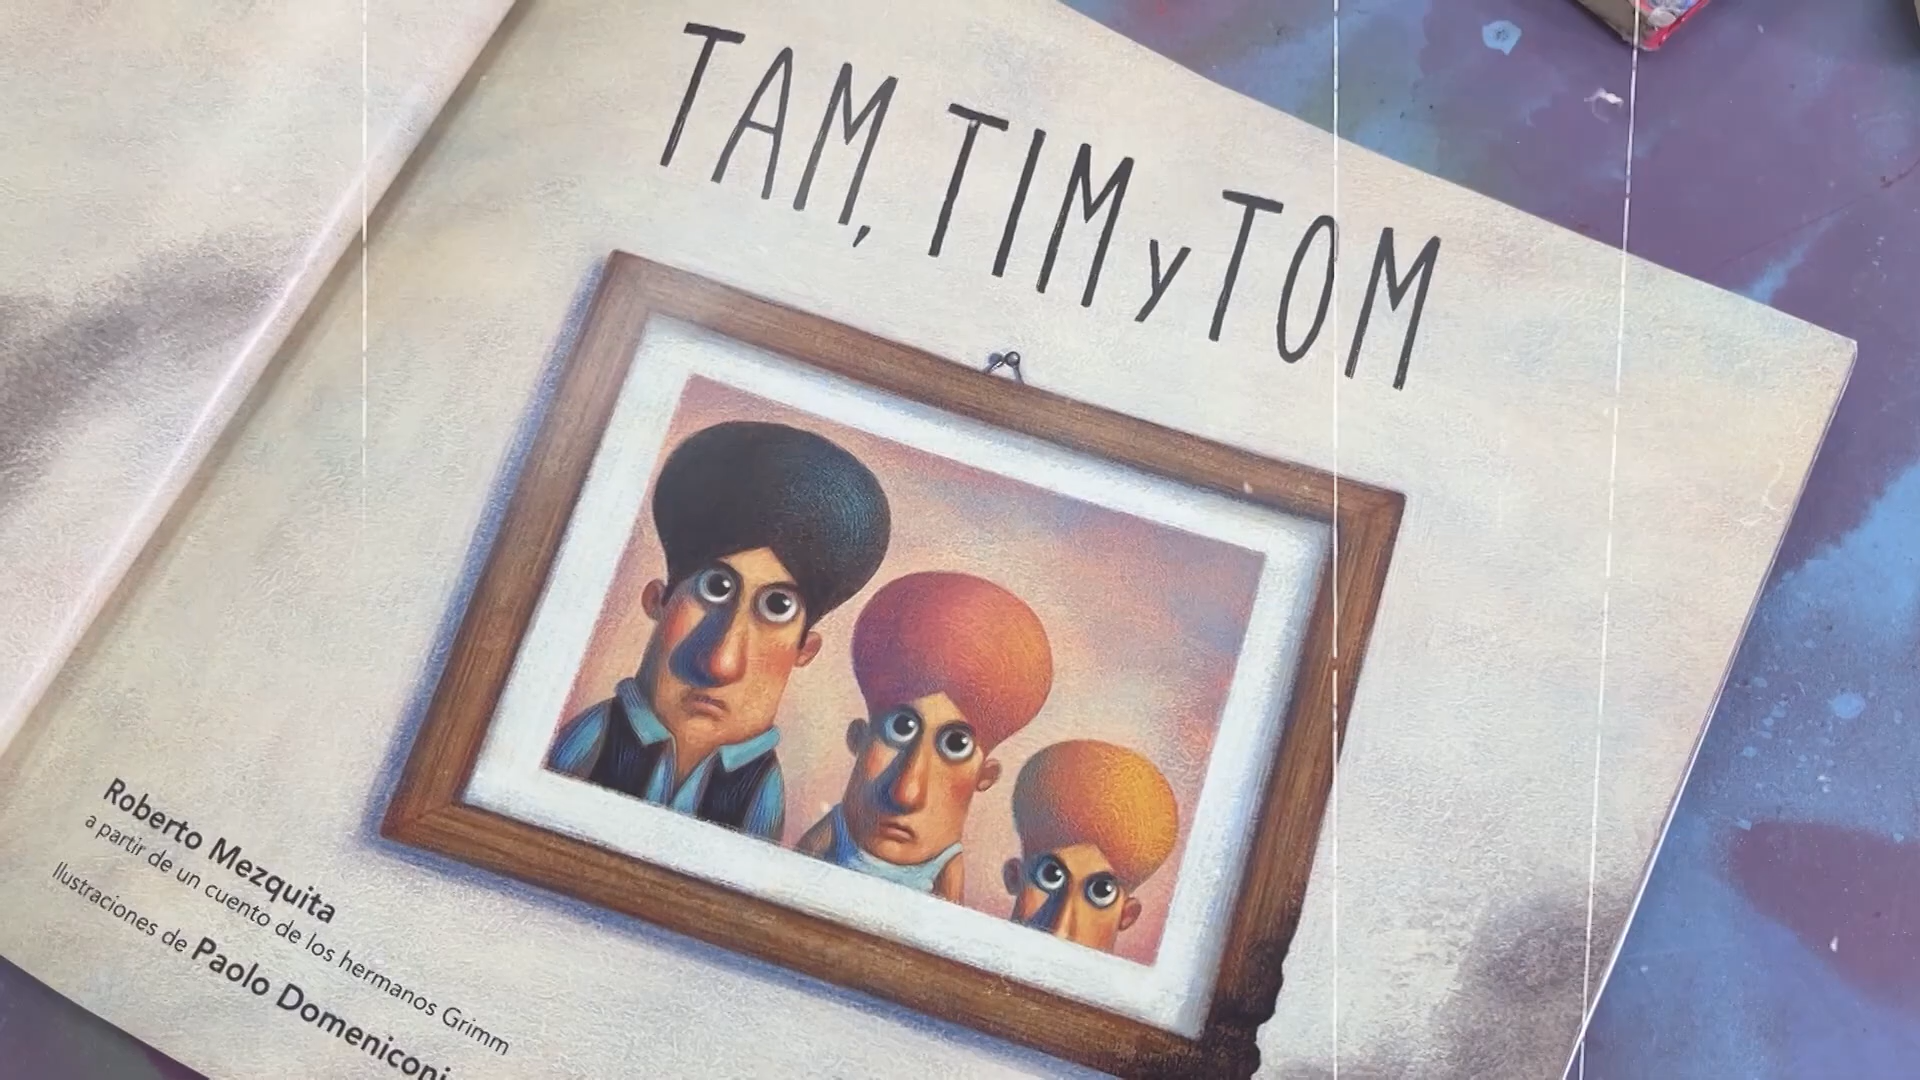 TAM, TIM y TOM
Roberto Mezquita
a partir de un cuento de los hermanos Grimm
Ilustraciones de Paolo Domeniconi